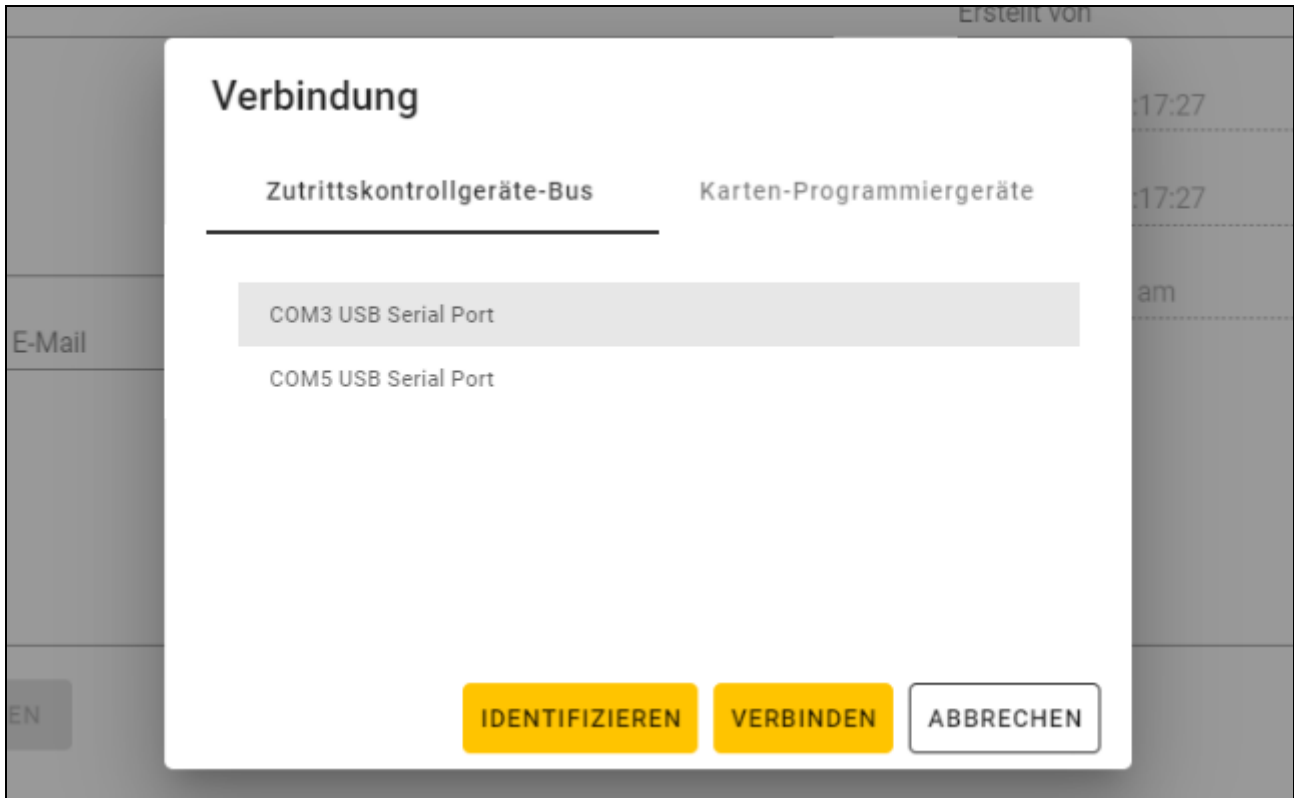 Erstellt von
Verbindung
:17:27
Zutrittskontrollgeräte-Bus Karten-Programmiergeräte
:17:27
am
COM3 USB Serial Port
E-Mail
COM5 USB Serial Port
EN
IDENTIFIZIEREN VERBINDEN ABBRECHEN